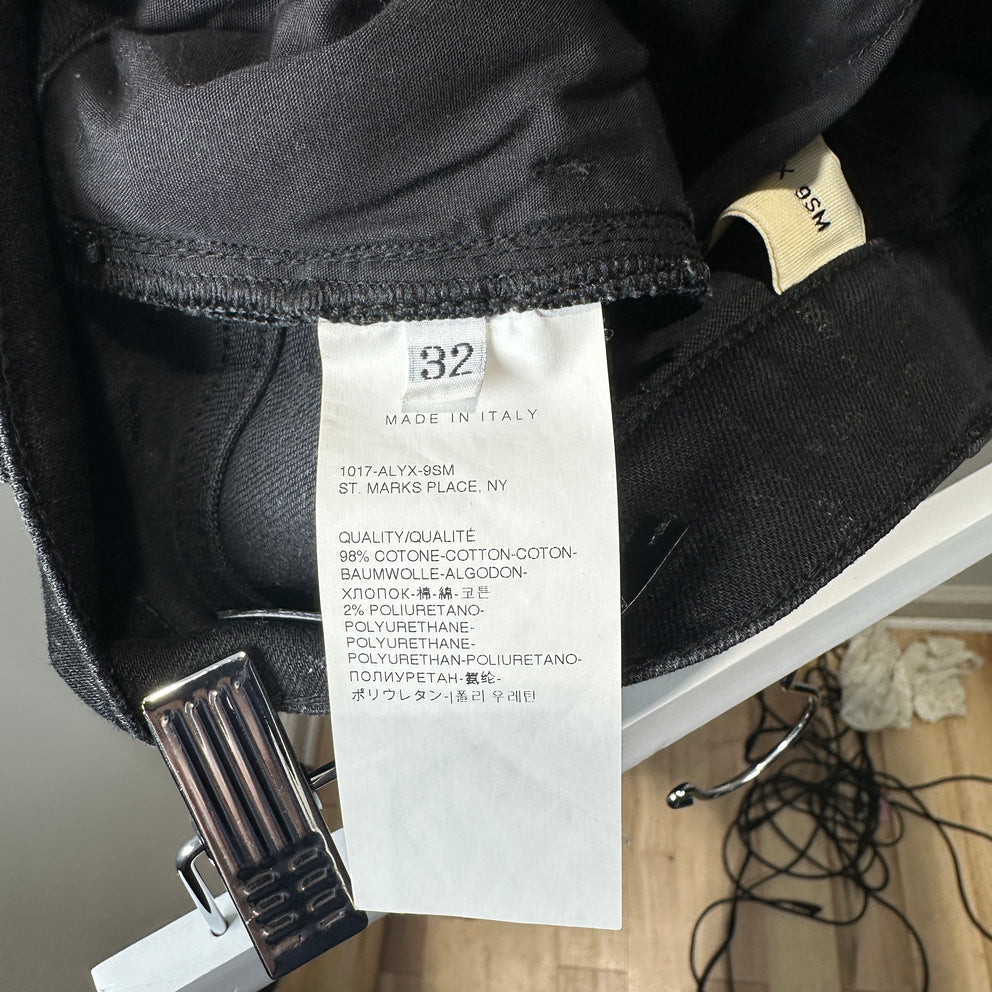 32
MADE IN ITALY
1017-ALYX-9SM
ST. MARKS PLACE, NY
QUALITY/QUALITÉ
98% COTONE-COTTON-COTON-
BAUMWOLLE-ALGODON-
ХЛОПОК-棉-綿-코튼
2% POLIURETANO-
POLYURETHANE-
POLYURETHANE-
POLYURETHAN-POLIURETANO-
ПОЛИУРЕТАН-氨纶-
ポリウレタン-폴리 우레탄
X 9SM